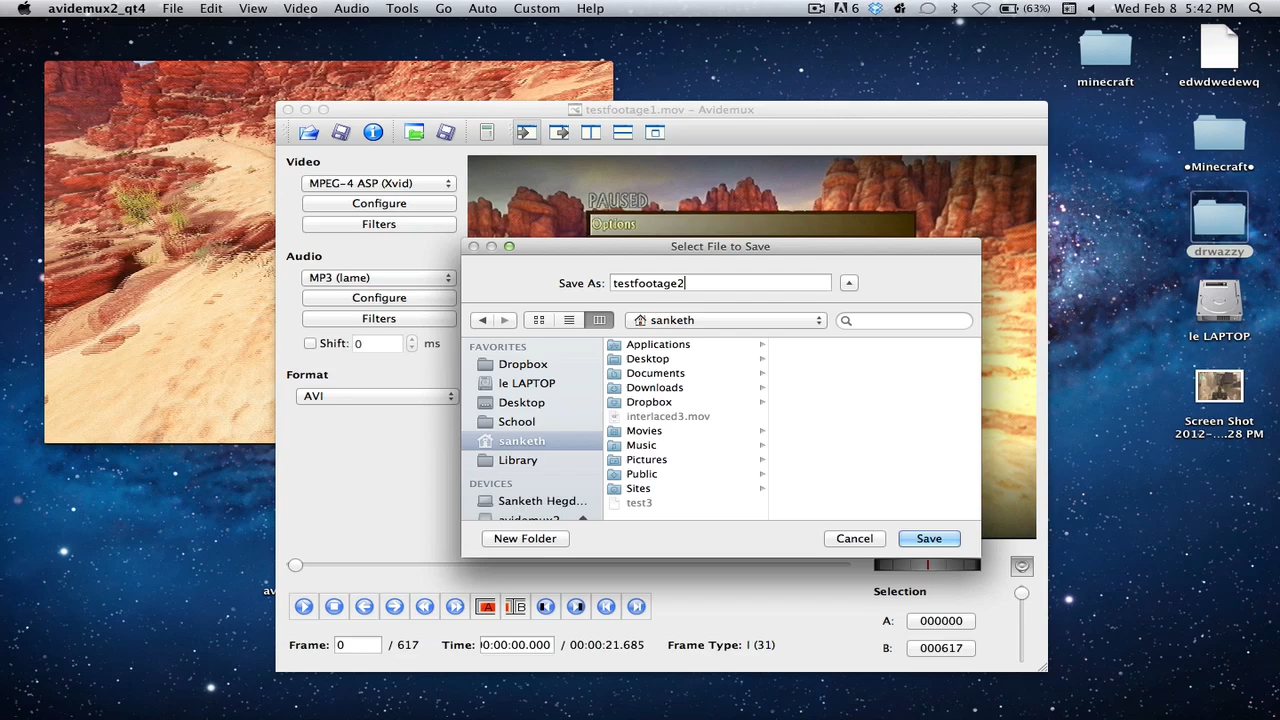 avidemux2_qt4 File Edit View Video Audio Tools Go Auto Custom Help
6 (63%) Wed Feb 8 5:42 PM
minecraft
edwdwedewq
•Minecraft•
drwazzy
le LAPTOP
Screen Shot
2012-....28 PM
testfootage1.mov - Avidemux
Video
MPEG-4 ASP (Xvid)
Configure
Filters
Audio
MP3 (lame)
Configure
Filters
Shift: 0 ms
Format
AVI
PAUSED
Options
Select File to Save
Save As: testfootage2
sanketh
FAVORITES
Dropbox
le LAPTOP
Desktop
School
sanketh
Library
DEVICES
Sanketh Hegd...
avidemux2...
Applications
Desktop
Documents
Downloads
Dropbox
interlaced3.mov
Movies
Music
Pictures
Public
Sites
test3
New Folder
Cancel
Save
av
A
B
Selection
A: 000000
B: 000617
Frame: 0 / 617 Time: 00:00:00.000 / 00:00:21.685 Frame Type: I (31)